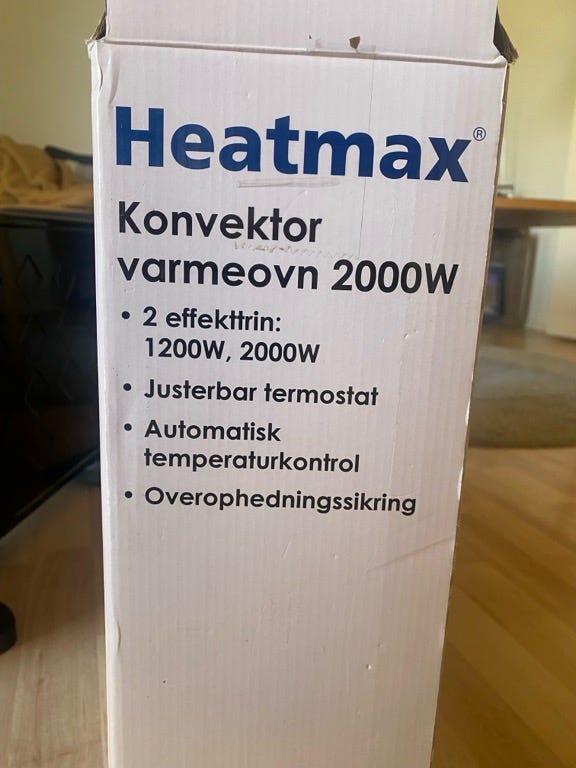 Heatmax®
Konvektor
varmeovn 2000W
• 2 effekttrin:
1200W, 2000W
• Justerbar termostat
• Automatisk
temperaturkontrol
• Overophedningssikring